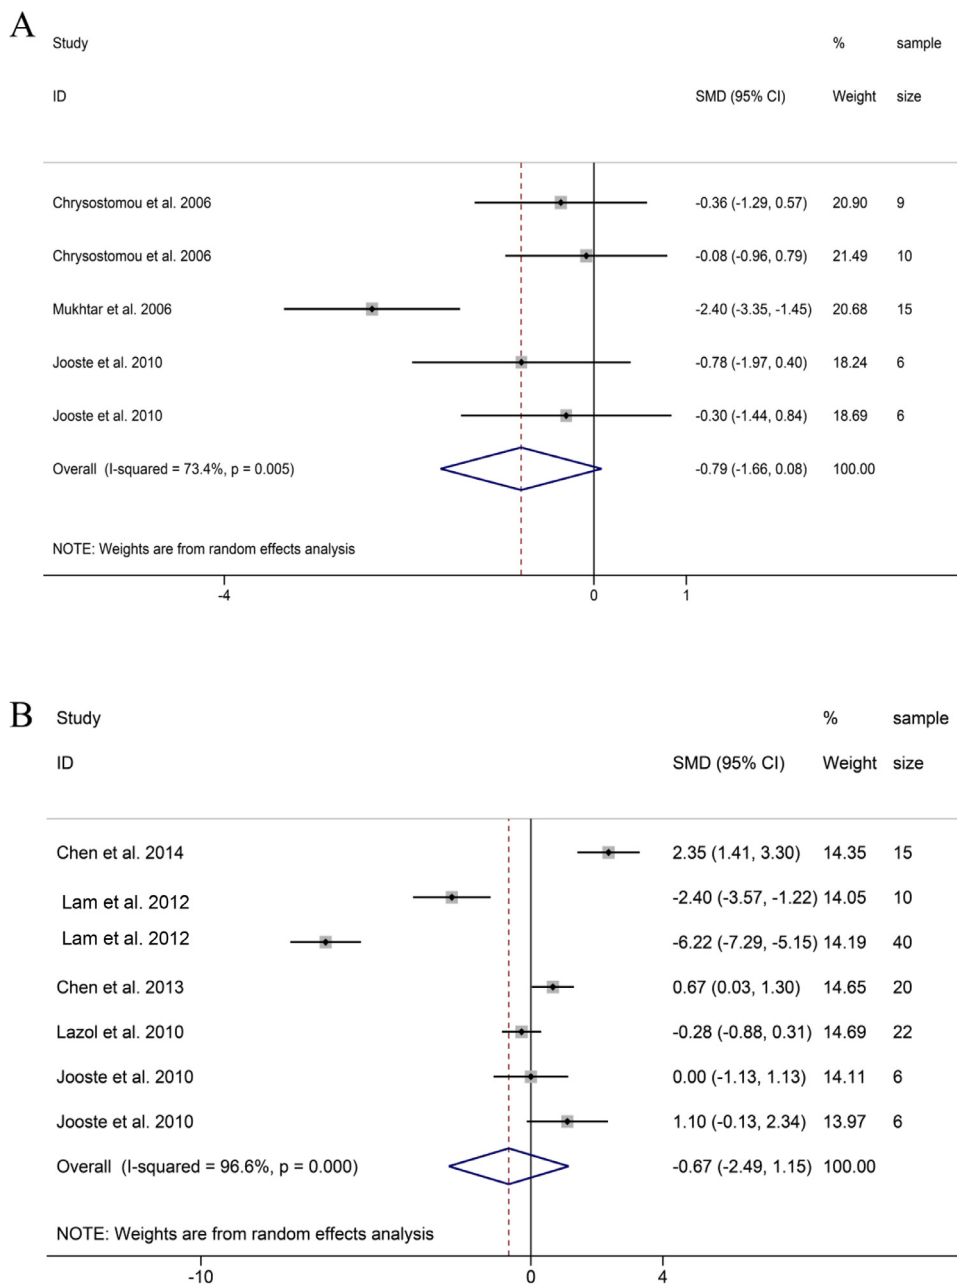 A
Study % sample
ID SMD (95% CI) Weight size
Chrysostomou et al. 2006 -0.36 (-1.29, 0.57) 20.90 9
Chrysostomou et al. 2006 -0.08 (-0.96, 0.79) 21.49 10
Mukhtar et al. 2006 -2.40 (-3.35, -1.45) 20.68 15
Jooste et al. 2010 -0.78 (-1.97, 0.40) 18.24 6
Jooste et al. 2010 -0.30 (-1.44, 0.84) 18.69 6
Overall (I-squared = 73.4%, p = 0.005) -0.79 (-1.66, 0.08) 100.00
NOTE: Weights are from random effects analysis
-4 0 1
B
Study % sample
ID SMD (95% CI) Weight size
Chen et al. 2014 2.35 (1.41, 3.30) 14.35 15
Lam et al. 2012 -2.40 (-3.57, -1.22) 14.05 10
Lam et al. 2012 -6.22 (-7.29, -5.15) 14.19 40
Chen et al. 2013 0.67 (0.03, 1.30) 14.65 20
Lazol et al. 2010 -0.28 (-0.88, 0.31) 14.69 22
Jooste et al. 2010 0.00 (-1.13, 1.13) 14.11 6
Jooste et al. 2010 1.10 (-0.13, 2.34) 13.97 6
Overall (I-squared = 96.6%, p = 0.000) -0.67 (-2.49, 1.15) 100.00
NOTE: Weights are from random effects analysis
-10 0 4